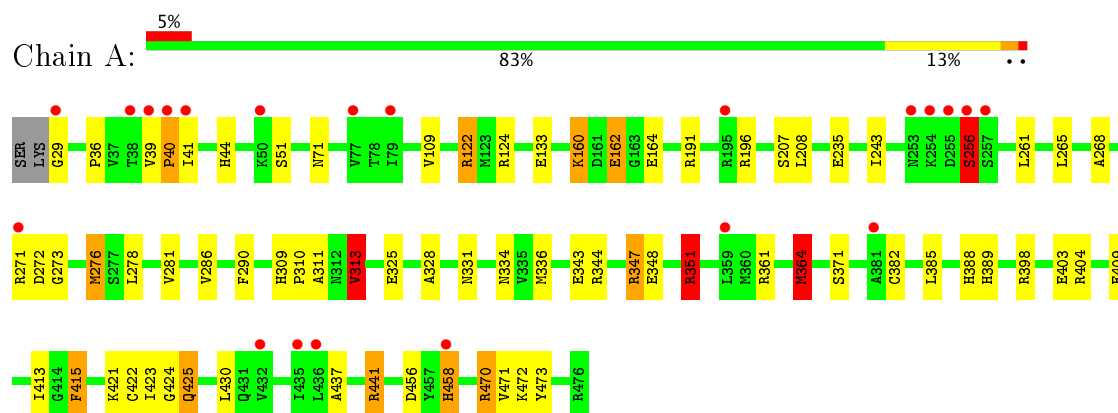 5%
Chain A:
83% 13% • •
SER LYS G29 P36 V37 T38 V39 P40 I41 H44 K50 S51 N71 V77 T78 I79 V109 R122 M123 R124 E133 K160 D161 E162 G163 E164 R191 R195 R196 S207 L208 E235 I243 N253 K254 D255 S256 S257 L261 L265 A268
R271 D272 G273 M276 S277 L278 V281 V286 F290 H309 P310 A311 N312 V313 E325 A328 N331 N334 V335 M336 E343 R344 R347 E348 R351 L359 M360 R361 M364 S371 A381 C382 L385 H388 H389 R398 E403 R404
I413 G414 F415 K421 C422 I423 G424 Q425 L430 Q431 V432 I435 L436 A437 R441 D456 Y457 H458 R470 V471 K472 Y473 R476